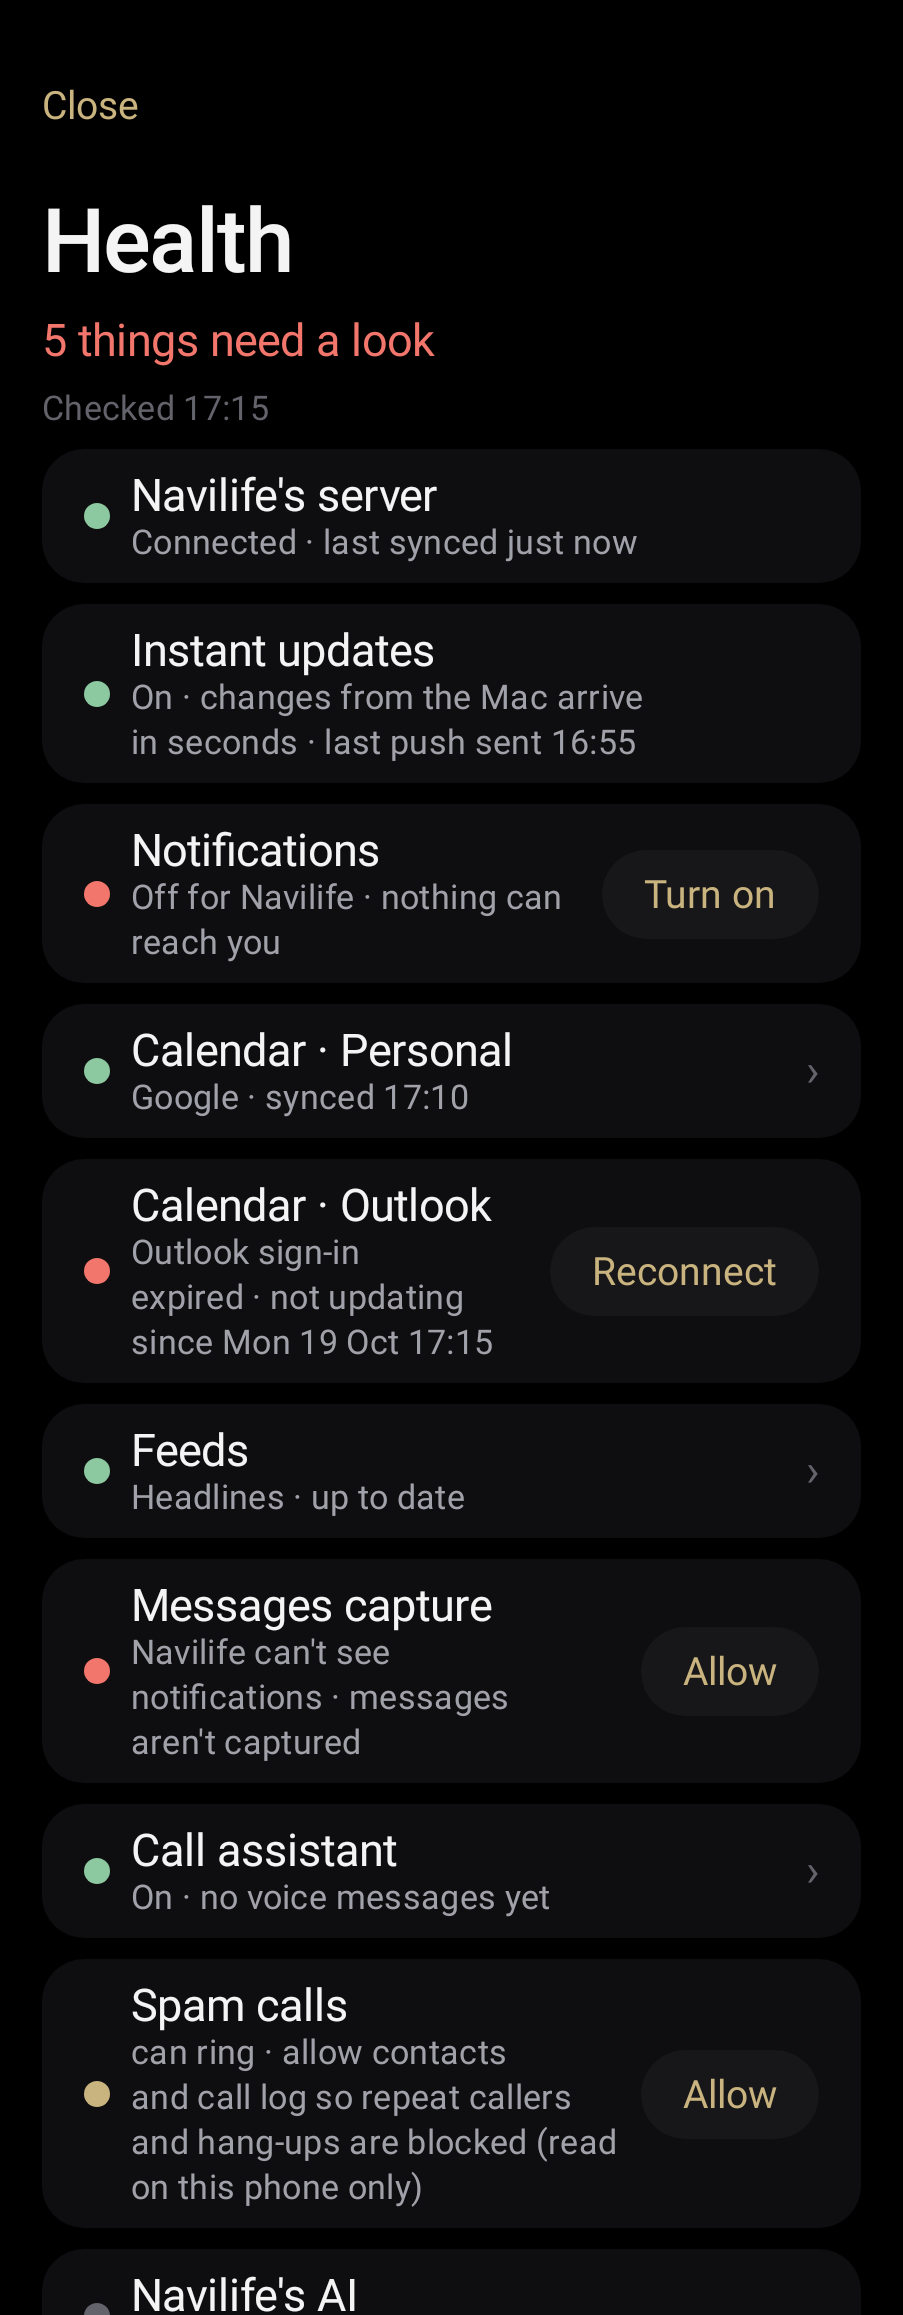 Close
Health
5 things need a look
Checked 17:15
Navilife's server
Connected · last synced just now
Instant updates
On · changes from the Mac arrive
in seconds · last push sent 16:55
Notifications
Off for Navilife · nothing can
reach you
Turn on
Calendar · Personal
Google · synced 17:10
›
Calendar · Outlook
Outlook sign-in
expired · not updating
since Mon 19 Oct 17:15
Reconnect
Feeds
Headlines · up to date
›
Messages capture
Navilife can't see
notifications · messages
aren't captured
Allow
Call assistant
On · no voice messages yet
›
Spam calls
can ring · allow contacts
and call log so repeat callers
and hang-ups are blocked (read
on this phone only)
Allow
Navilife's AI